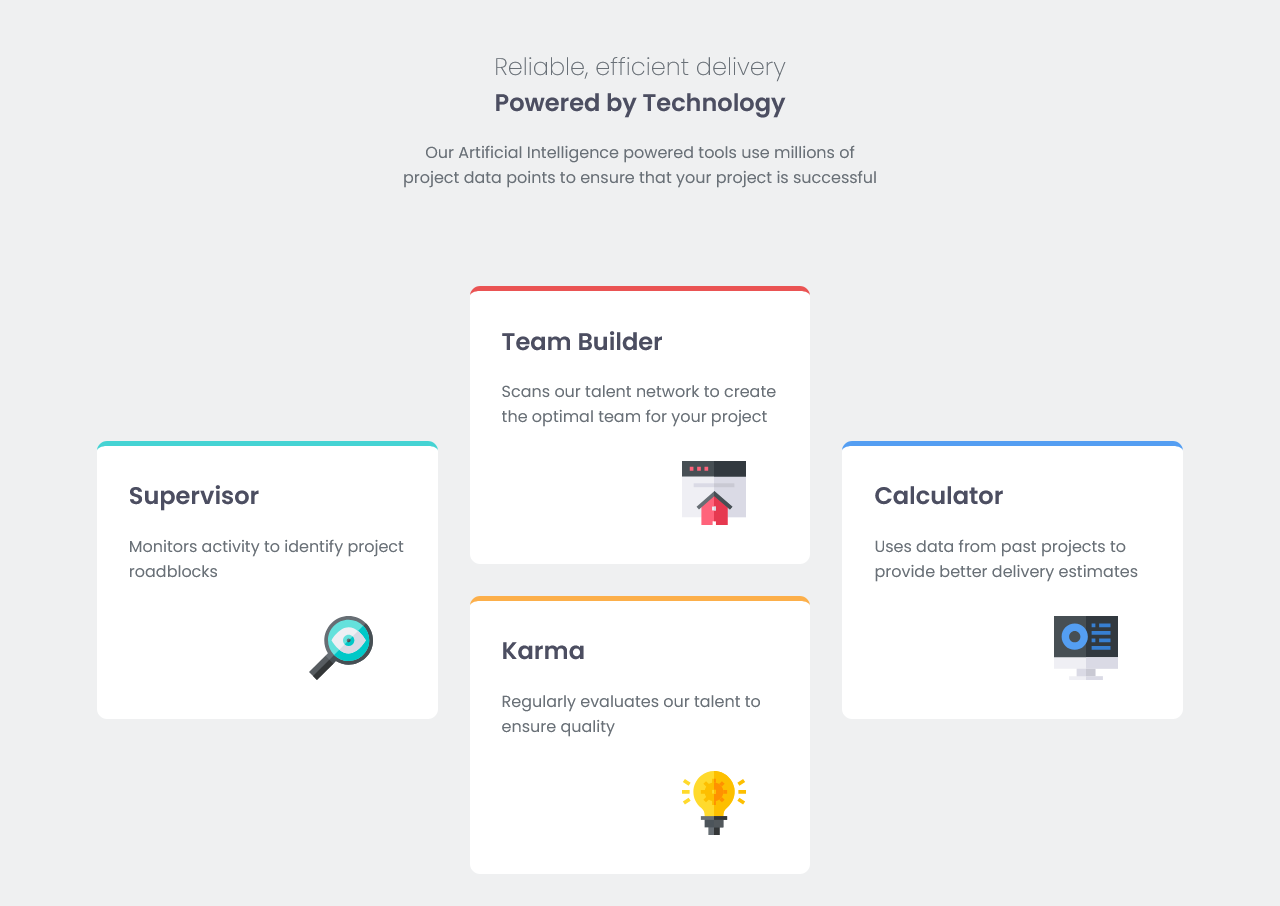 Reliable, efficient delivery
Powered by Technology
Our Artificial Intelligence powered tools use millions of
project data points to ensure that your project is successful
Supervisor
Monitors activity to identify project
roadblocks
Team Builder
Scans our talent network to create
the optimal team for your project
Karma
Regularly evaluates our talent to
ensure quality
Calculator
Uses data from past projects to
provide better delivery estimates